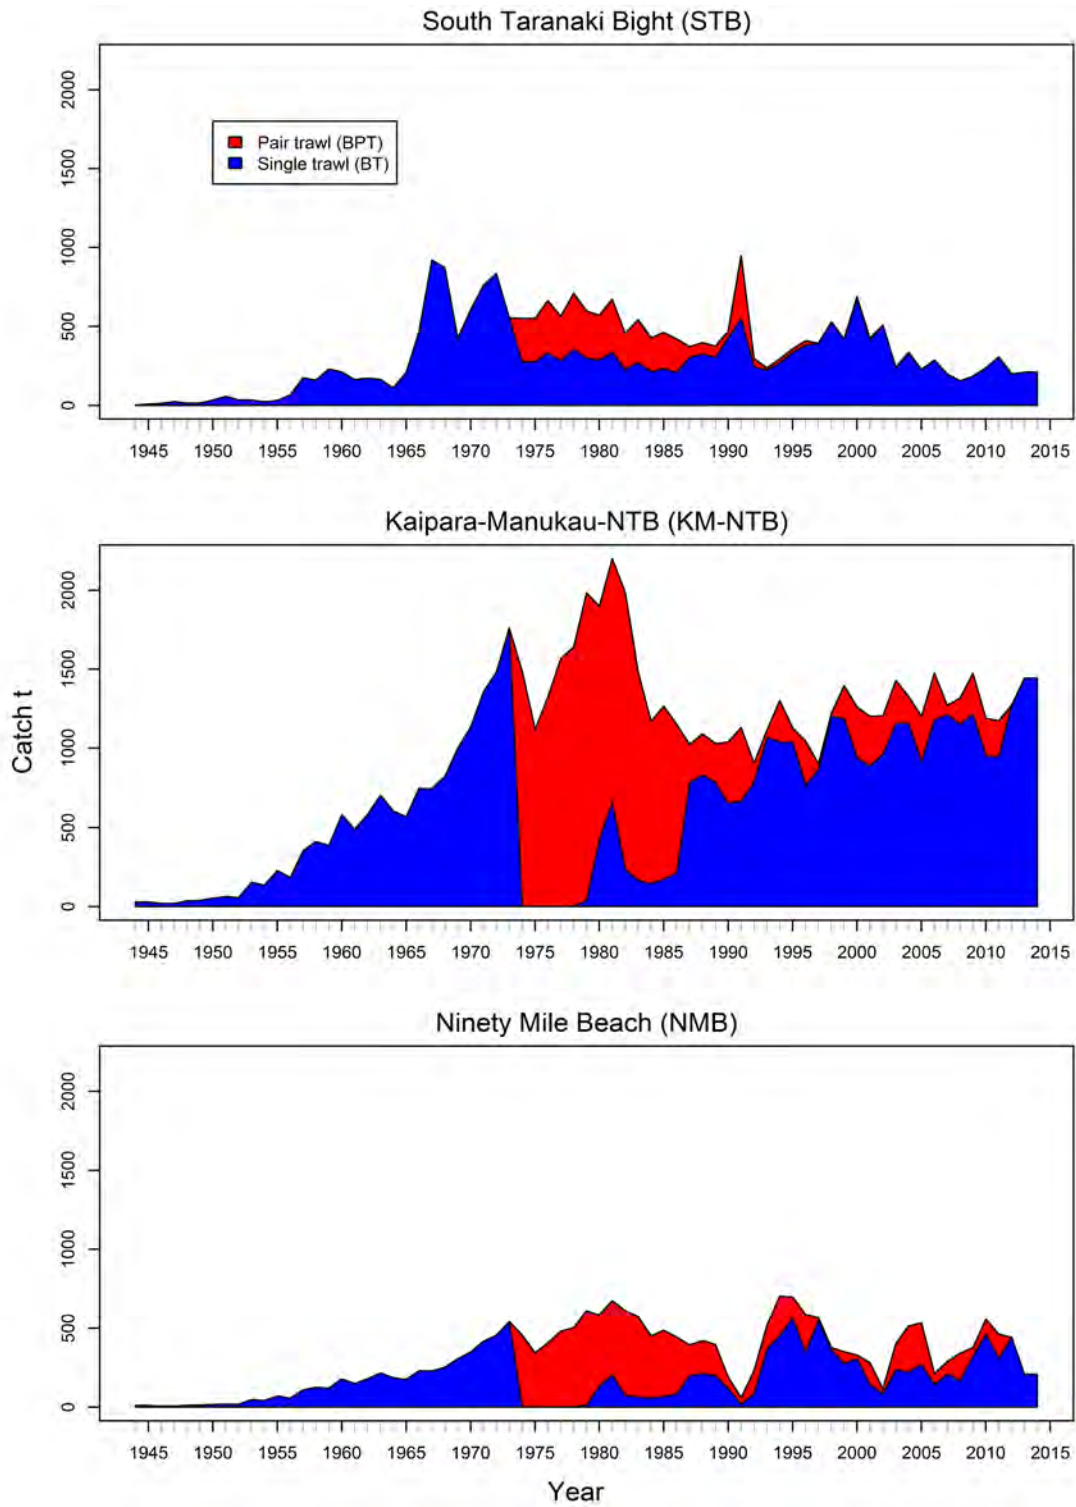 South Taranaki Bight (STB)
2000
1500
1000
500
0
Pair trawl (BPT)
Single trawl (BT)
1945 1950 1955 1960 1965 1970 1975 1980 1985 1990 1995 2000 2005 2010 2015
Kaipara-Manukau-NTB (KM-NTB)
2000
1500
1000
500
0
Catch t
1945 1950 1955 1960 1965 1970 1975 1980 1985 1990 1995 2000 2005 2010 2015
Ninety Mile Beach (NMB)
2000
1500
1000
500
0
1945 1950 1955 1960 1965 1970 1975 1980 1985 1990 1995 2000 2005 2010 2015
Year